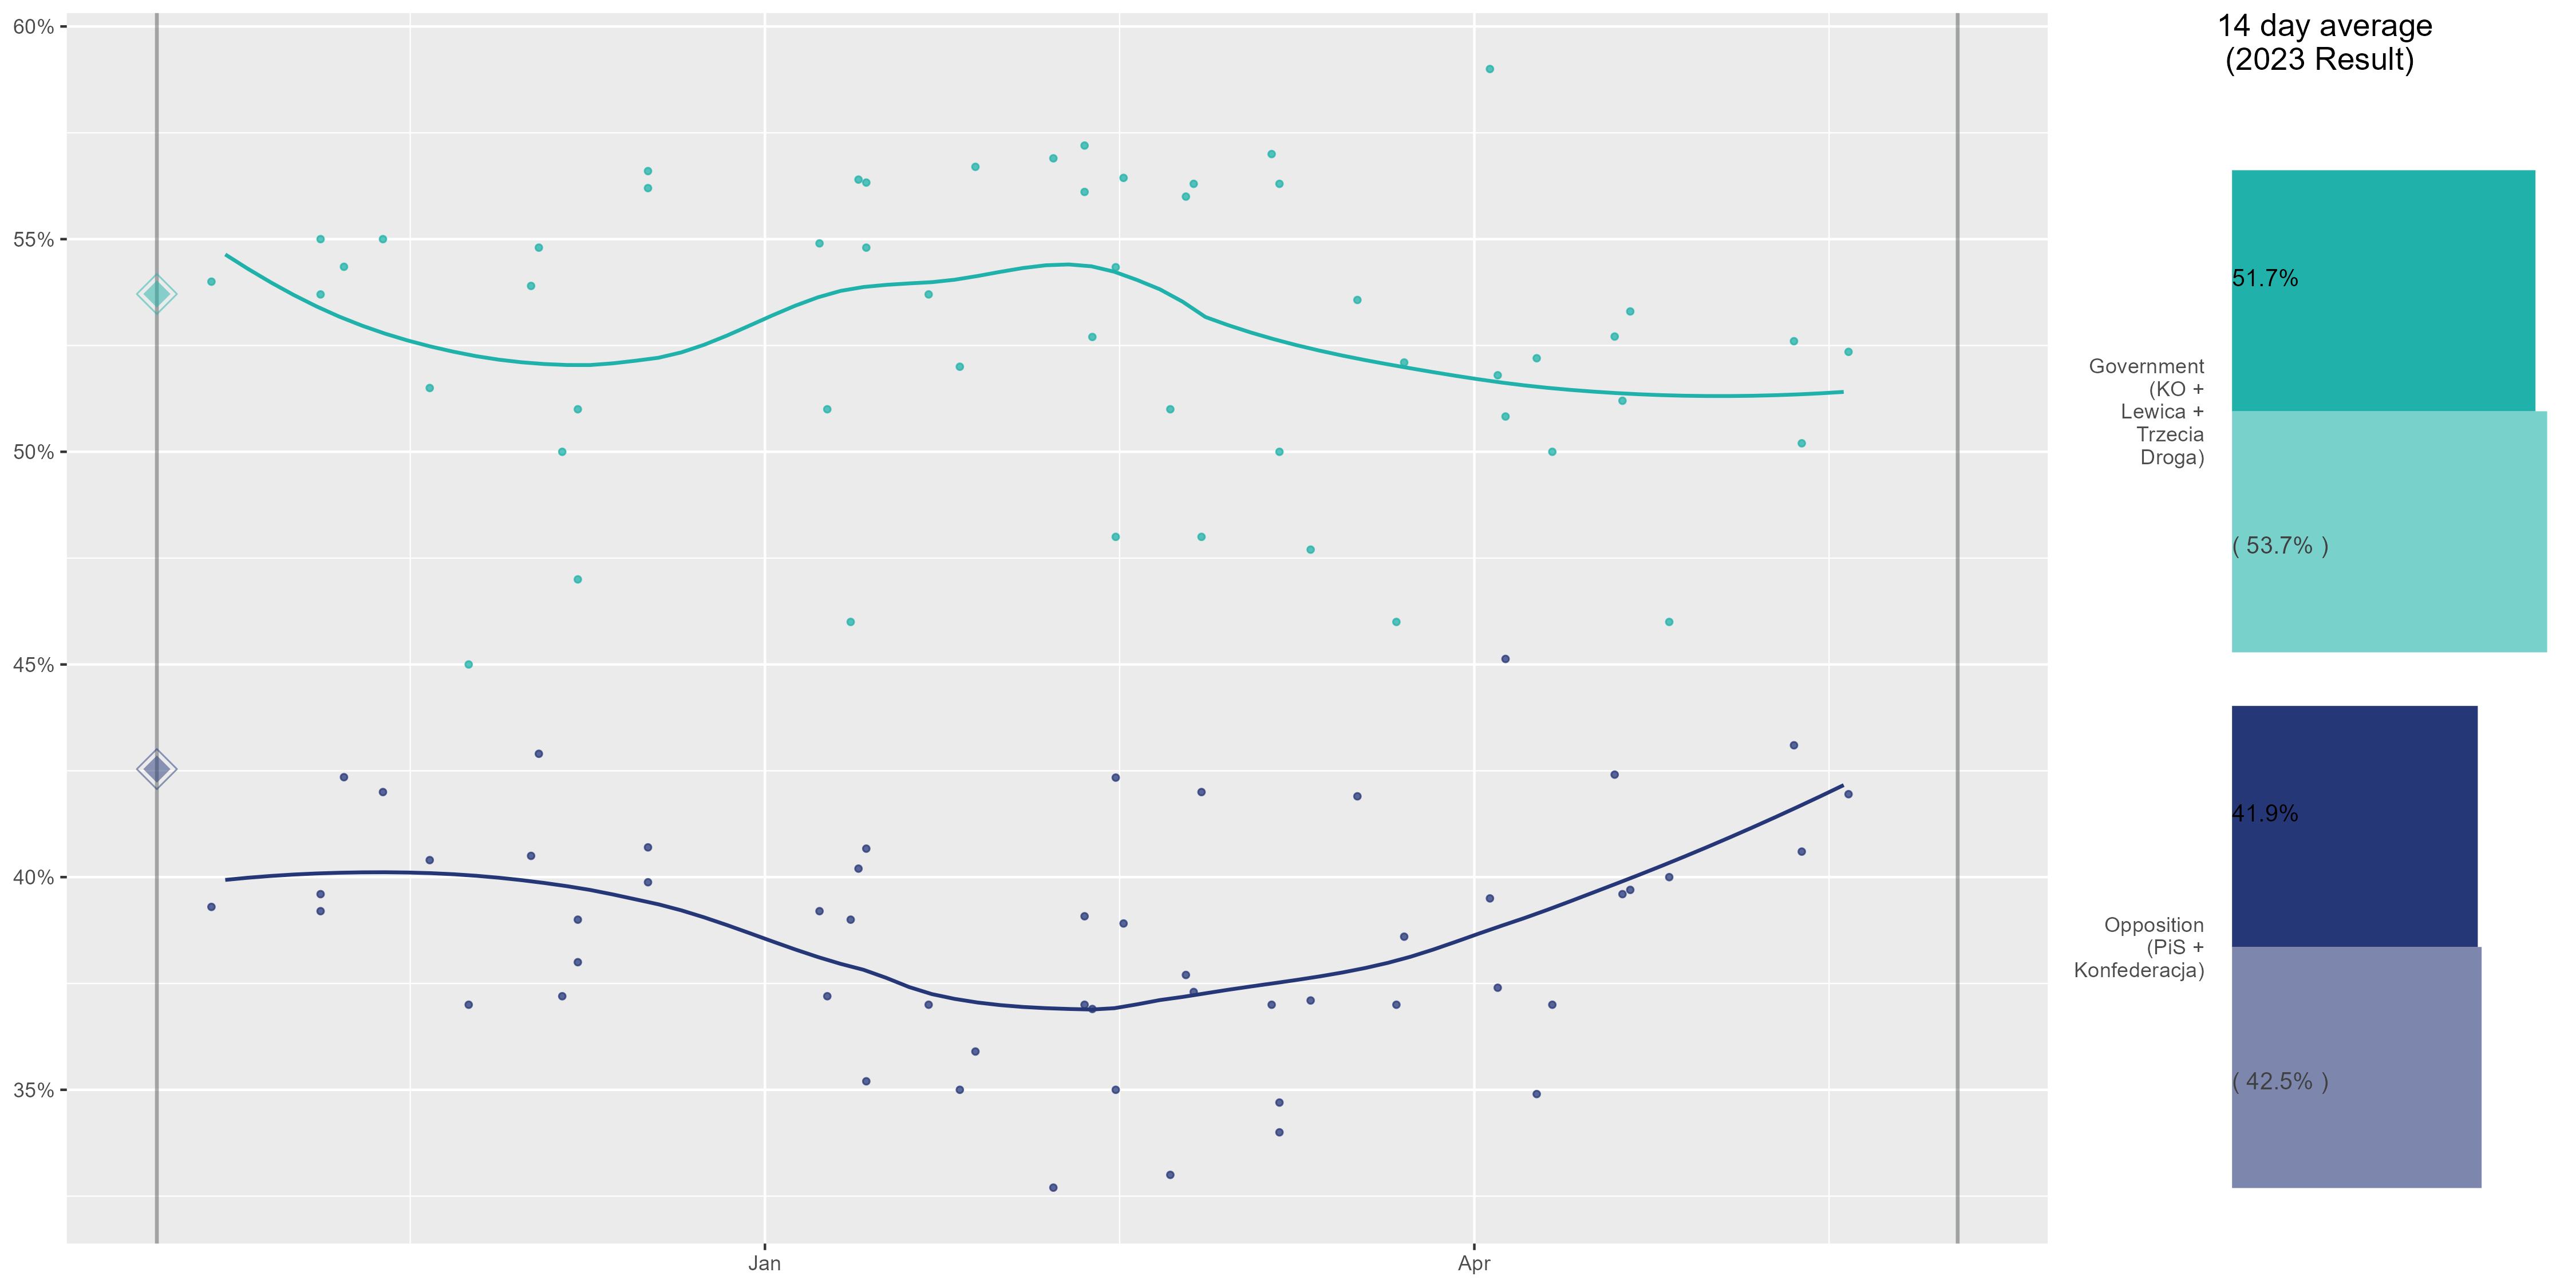 60%
55%
50%
45%
40%
35%
Jan
Apr
14 day average
(2023 Result)
Government
(KO +
Lewica +
Trzecia
Droga)
51.7%
( 53.7% )
Opposition
(PiS +
Konfederacja)
41.9%
( 42.5% )